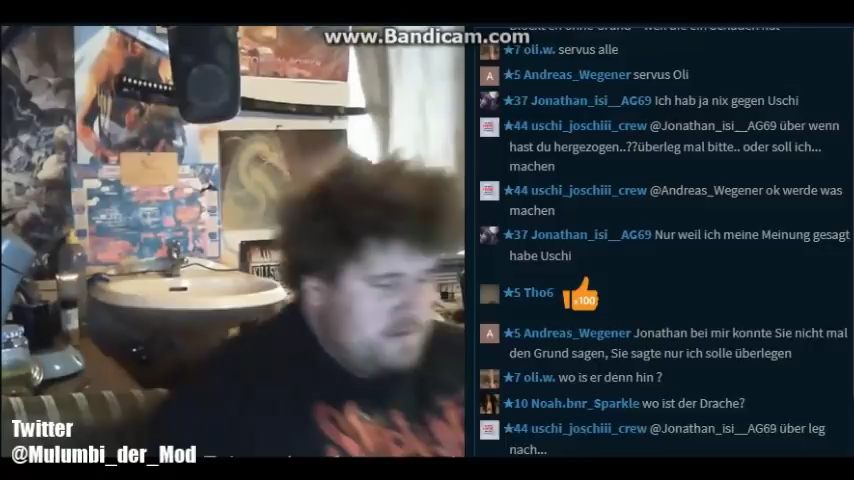 www.Bandicam.com
★7 oli.w. servus alle
A ★5 Andreas_Wegener servus Oli
★37 Jonathan_isi__AG69 Ich hab ja nix gegen Uschi
★44 uschi_joschiii_crew @Jonathan_isi__AG69 über wenn
hast du hergezogen..??überleg mal bitte.. oder soll ich...
machen
★44 uschi_joschiii_crew @Andreas_Wegener ok werde was
machen
★37 Jonathan_isi__AG69 Nur weil ich meine Meinung gesagt
habe Uschi
★5 Tho6 +100
A ★5 Andreas_Wegener Jonathan bei mir konnte Sie nicht mal
den Grund sagen, Sie sagte nur ich solle überlegen
★7 oli.w. wo is er denn hin ?
★10 Noah.bnr_Sparkle wo ist der Drache?
★44 uschi_joschiii_crew @Jonathan_isi__AG69 über leg
nach...
Twitter
@Mulumbi_der_Mod